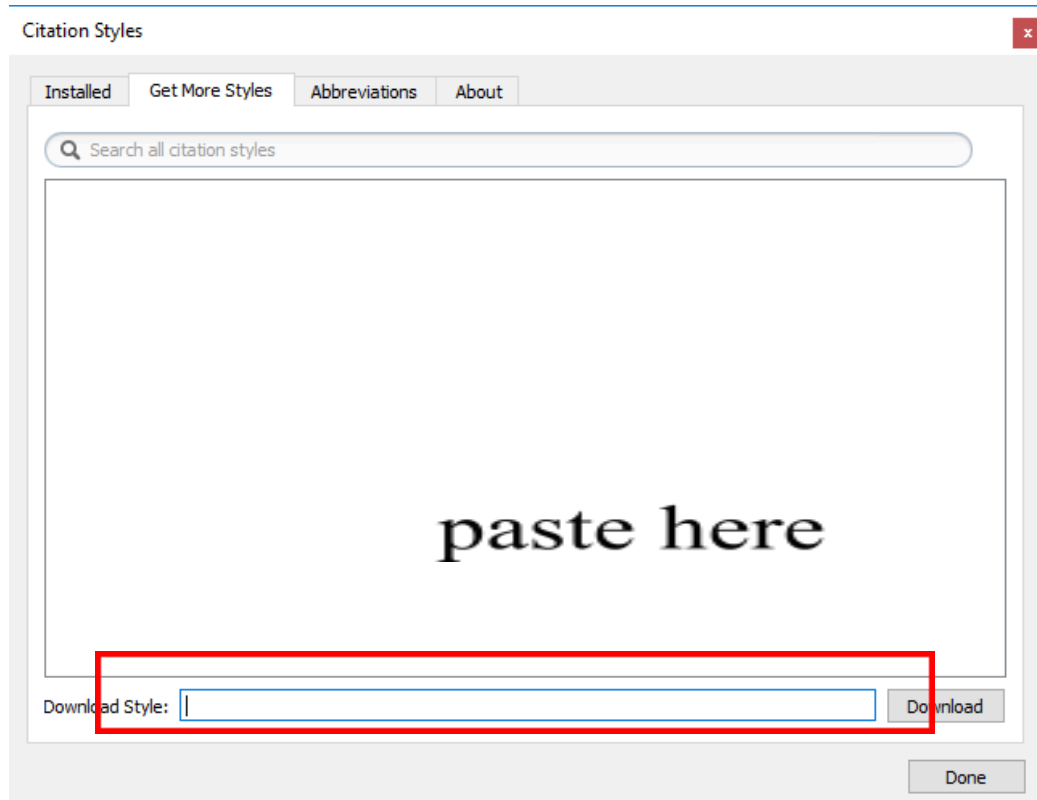 Citation Styles
x
Installed Get More Styles Abbreviations About
Search all citation styles
paste here
Download Style: Download
Done